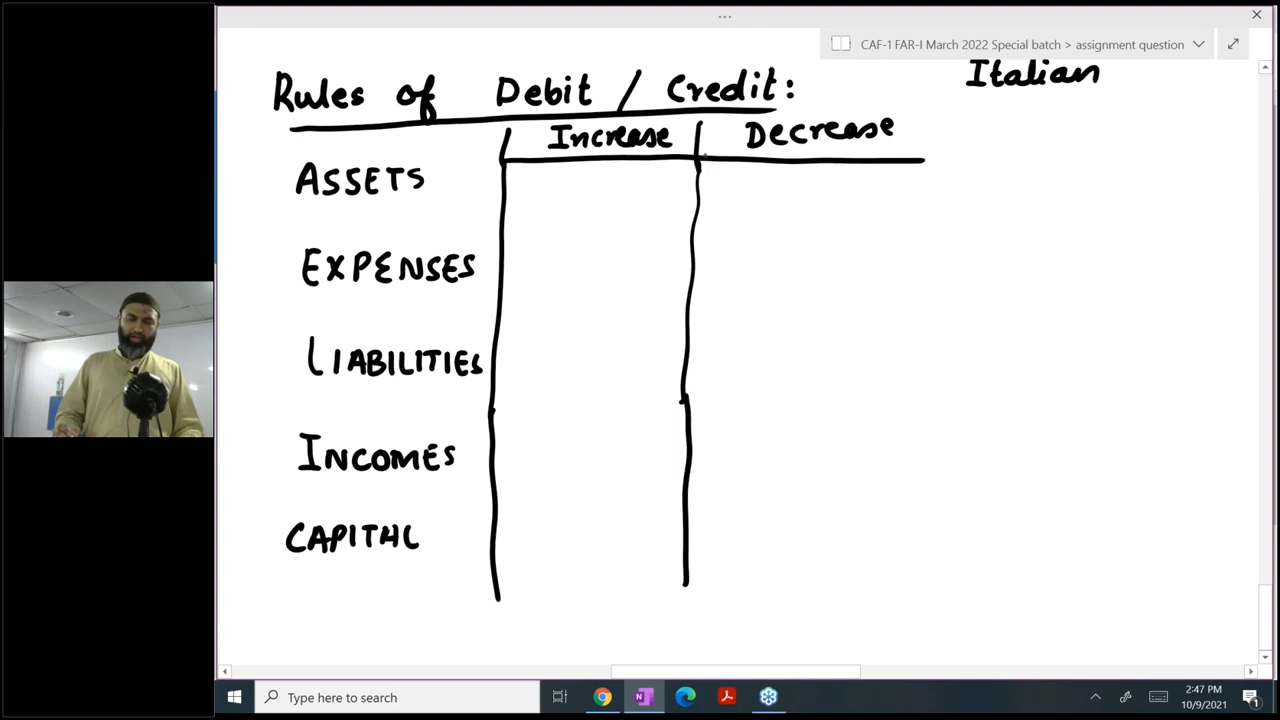 CAF-1 FAR-I March 2022 Special batch > assignment question
Italian
Rules of Debit / Credit:
Increase Decrease
ASSETS
EXPENSES
LIABILITIES
INCOMES
CAPITAL
Type here to search
2:47 PM
10/9/2021
1